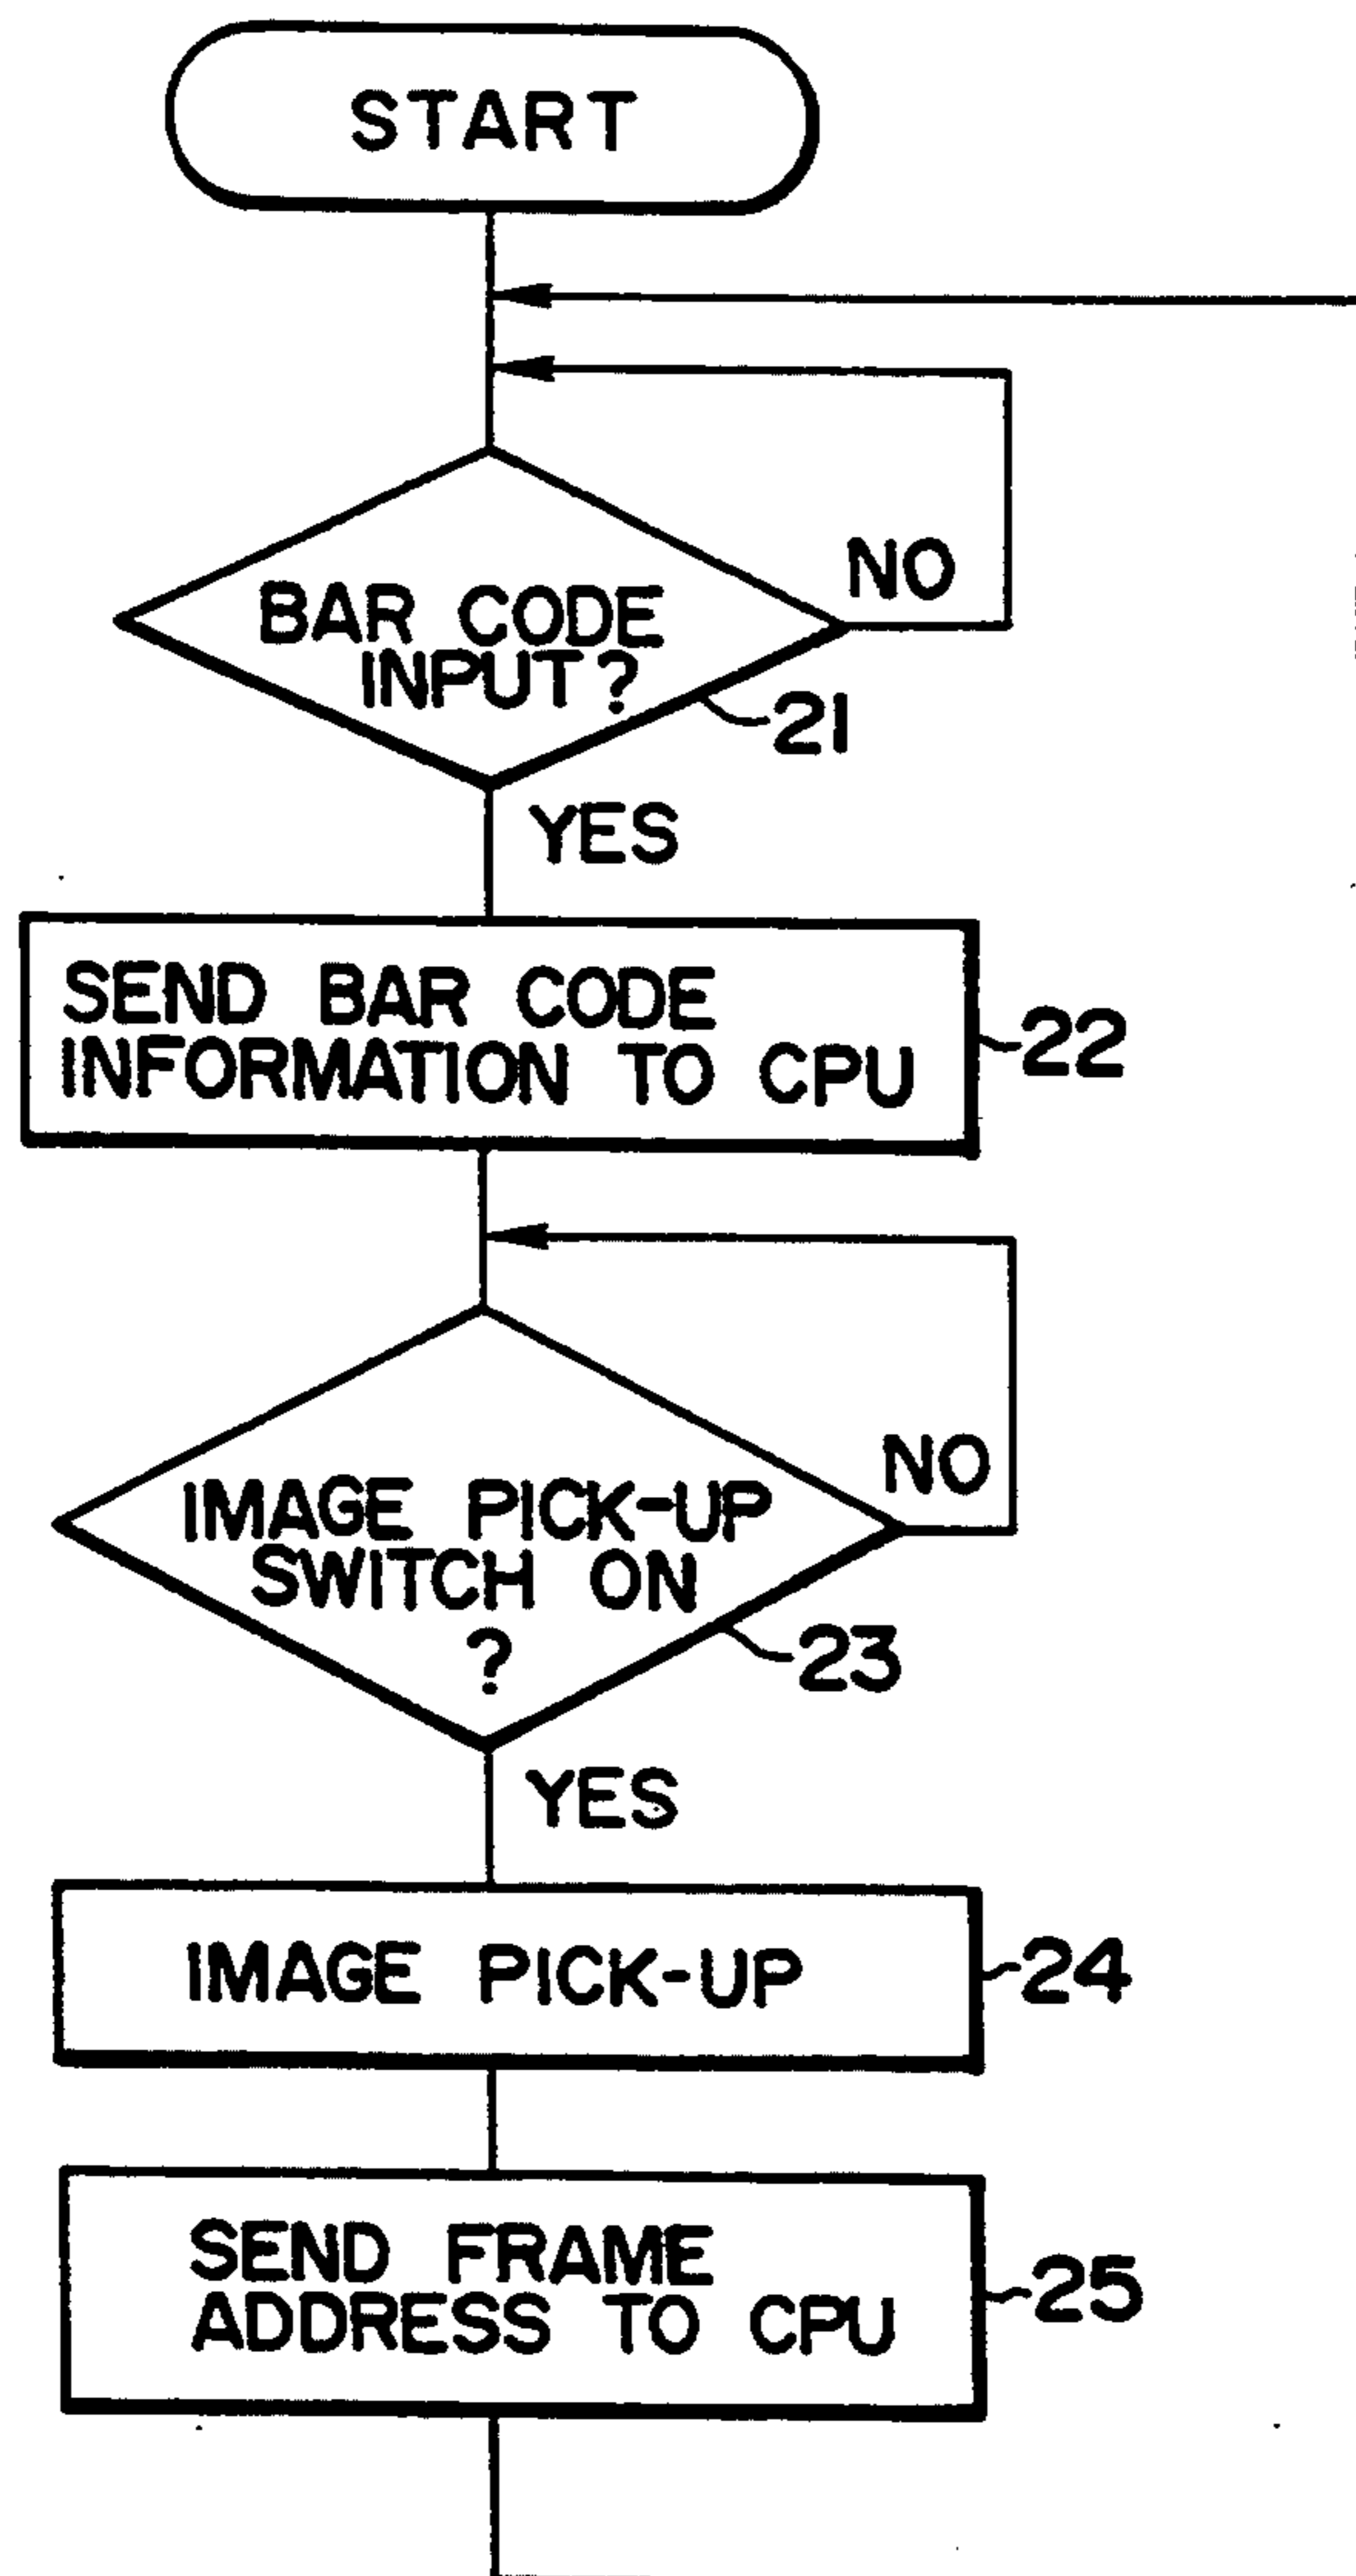 START
NO
BAR CODE
INPUT?
21
YES
SEND BAR CODE
INFORMATION TO CPU
22
NO
IMAGE PICK-UP
SWITCH ON
?
23
YES
IMAGE PICK-UP
24
SEND FRAME
ADDRESS TO CPU
25